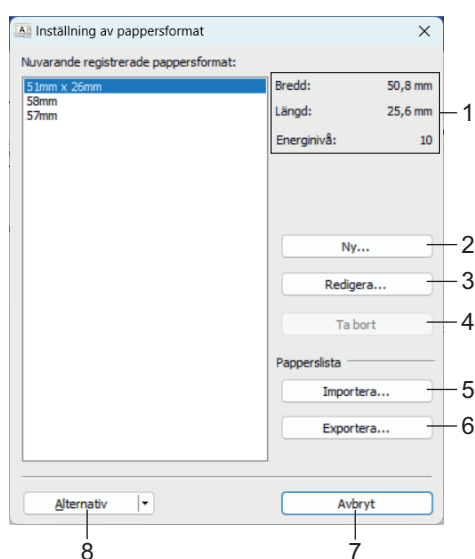 A Inställning av pappersformat
Nuvarande registrerade pappersformat:
51mm x 26mm
58mm
57mm
Bredd: 50,8 mm
Längd: 25,6 mm
Energinivå: 10
1
Ny... 2
Redigera... 3
Ta bort 4
Papperslista
Importera... 5
Exportera... 6
Alternativ Avbryt
8 7